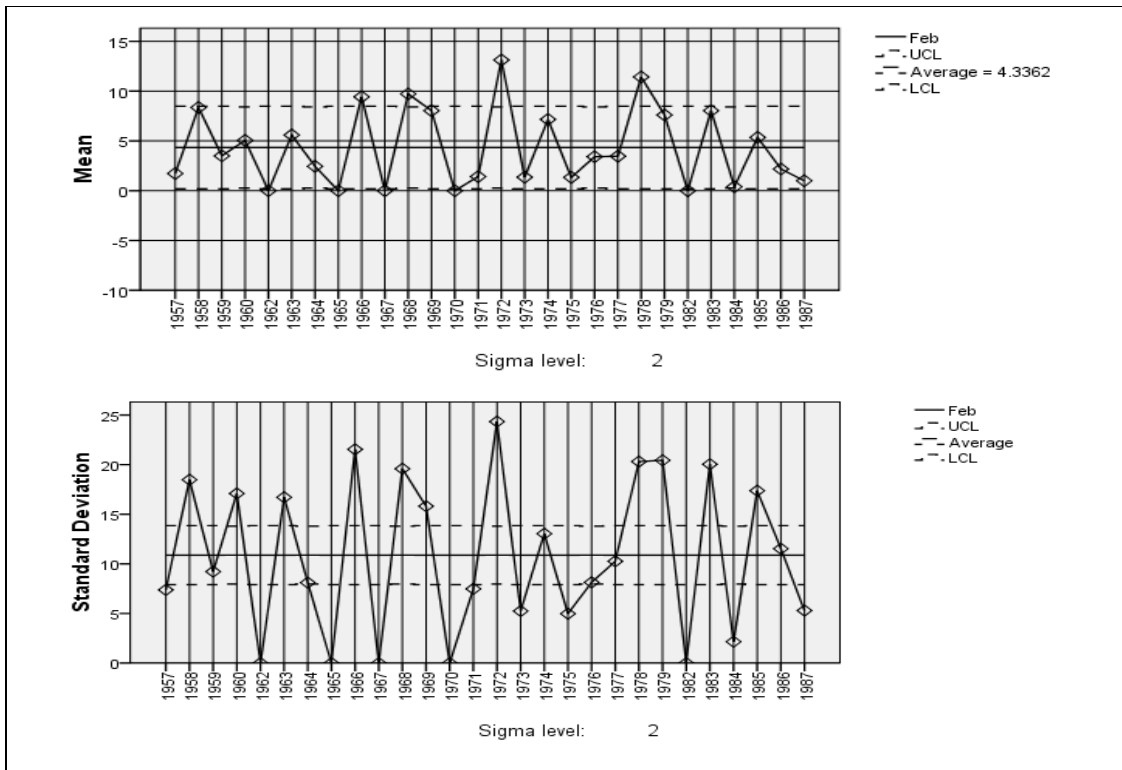 15
10
5
0
-5
-10
Mean
1957 1958 1959 1960 1962 1963 1964 1965 1966 1967 1968 1969 1970 1971 1972 1973 1974 1975 1976 1977 1978 1979 1982 1983 1984 1985 1986 1987
Sigma level: 2
Feb
UCL
Average = 4.3362
LCL
25
20
15
10
5
0
Standard Deviation
1957 1958 1959 1960 1962 1963 1964 1965 1966 1967 1968 1969 1970 1971 1972 1973 1974 1975 1976 1977 1978 1979 1982 1983 1984 1985 1986 1987
Sigma level: 2
Feb
UCL
Average
LCL